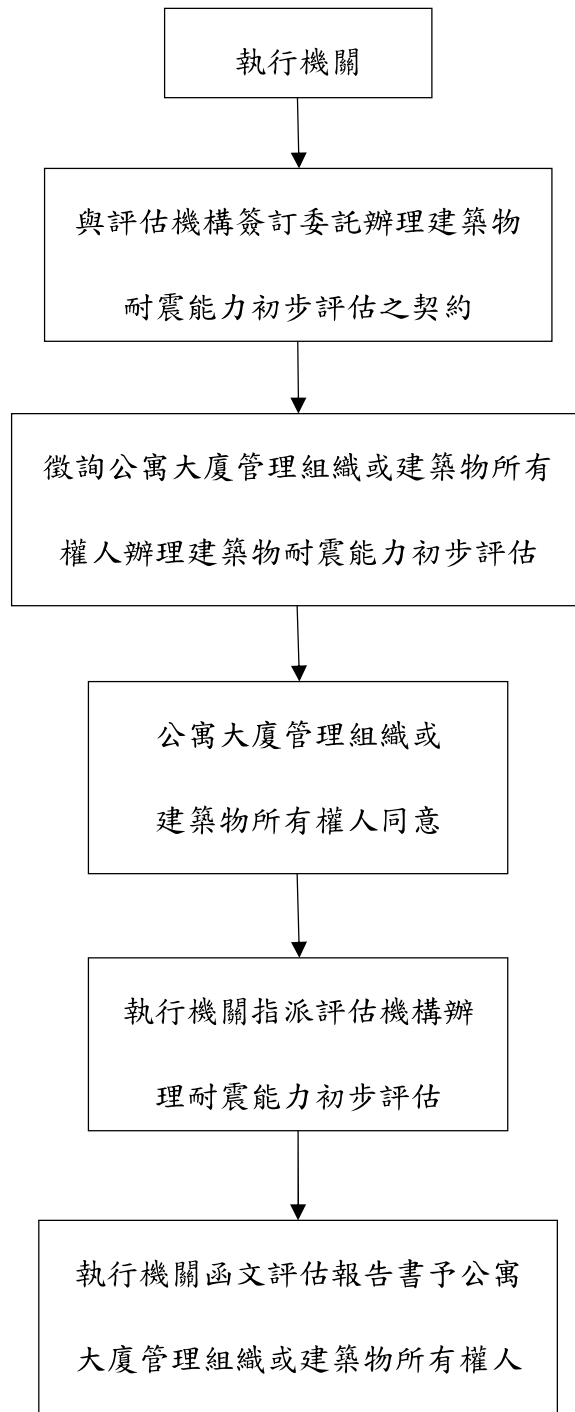 執行機關
與評估機構簽訂委託辦理建築物
耐震能力初步評估之契約
徵詢公寓大廈管理組織或建築物所有
權人辦理建築物耐震能力初步評估
公寓大廈管理組織或
建築物所有權人同意
執行機關指派評估機構辦
理耐震能力初步評估
執行機關函文評估報告書予公寓
大廈管理組織或建築物所有權人